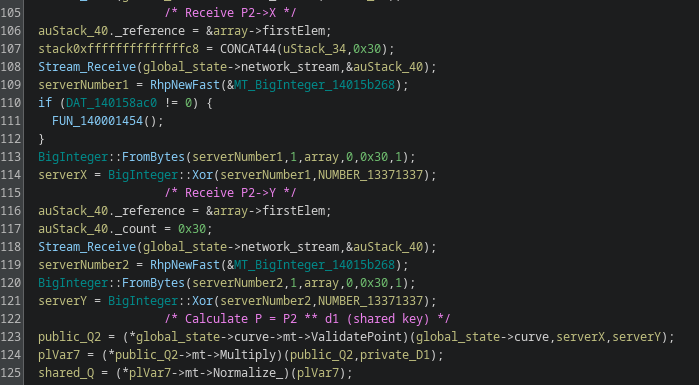 105 /* Receive P2->X */
106 auStack_40._reference = &array->firstElem;
107 stack0xffffffffffffffc8 = CONCAT44(uStack_34,0x30);
108 Stream_Receive(global_state->network_stream,&auStack_40);
109 serverNumber1 = RhpNewFast(&MT_BigInteger_14015b268);
110 if (DAT_140158ac0 != 0) {
111 FUN_140001454();
112 }
113 BigInteger::FromBytes(serverNumber1,1,array,0,0x30,1);
114 serverX = BigInteger::Xor(serverNumber1,NUMBER_13371337);
115 /* Receive P2->Y */
116 auStack_40._reference = &array->firstElem;
117 auStack_40._count = 0x30;
118 Stream_Receive(global_state->network_stream,&auStack_40);
119 serverNumber2 = RhpNewFast(&MT_BigInteger_14015b268);
120 BigInteger::FromBytes(serverNumber2,1,array,0,0x30,1);
121 serverY = BigInteger::Xor(serverNumber2,NUMBER_13371337);
122 /* Calculate P = P2 ** d1 (shared key) */
123 public_Q2 = (*global_state->curve->mt->ValidatePoint)(global_state->curve,serverX,serverY);
124 plVar7 = (*public_Q2->mt->Multiply)(public_Q2,private_D1);
125 shared_Q = (*plVar7->mt->Normalize_)(plVar7);